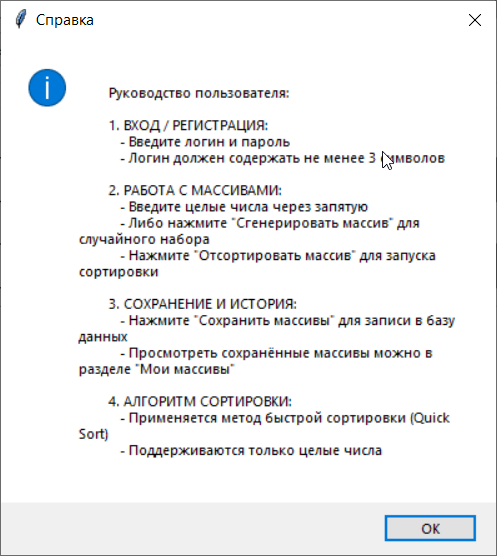 Справка
Руководство пользователя:
1. ВХОД / РЕГИСТРАЦИЯ:
- Введите логин и пароль
- Логин должен содержать не менее 3 символов
2. РАБОТА С МАССИВАМИ:
- Введите целые числа через запятую
- Либо нажмите "Сгенерировать массив" для
случайного набора
- Нажмите "Отсортировать массив" для запуска
сортировки
3. СОХРАНЕНИЕ И ИСТОРИЯ:
- Нажмите "Сохранить массивы" для записи в базу
данных
- Просмотреть сохранённые массивы можно в
разделе "Мои массивы"
4. АЛГОРИТМ СОРТИРОВКИ:
- Применяется метод быстрой сортировки (Quick
Sort)
- Поддерживаются только целые числа
ОК